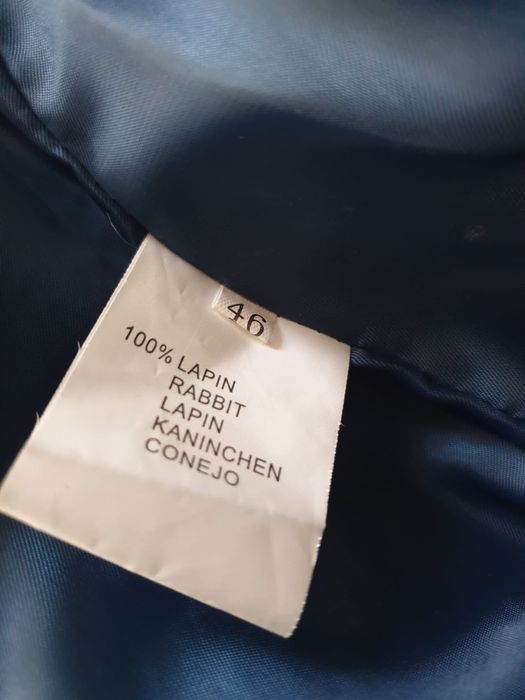 46
100% LAPIN
RABBIT
LAPIN
KANINCHEN
CONEJO